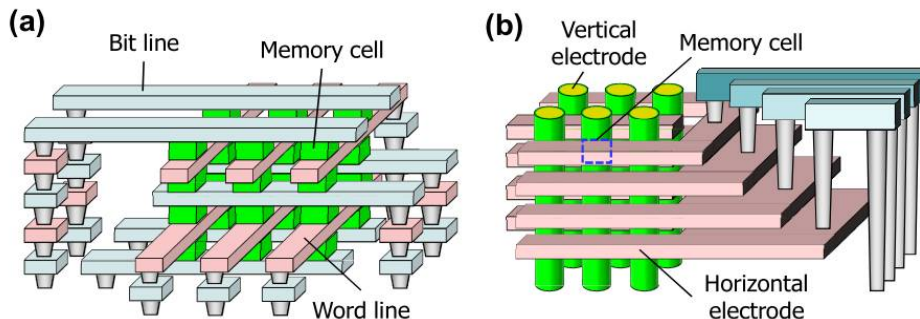 (a)
Bit line
Memory cell
Word line
(b)
Vertical
electrode
Memory cell
Horizontal
electrode